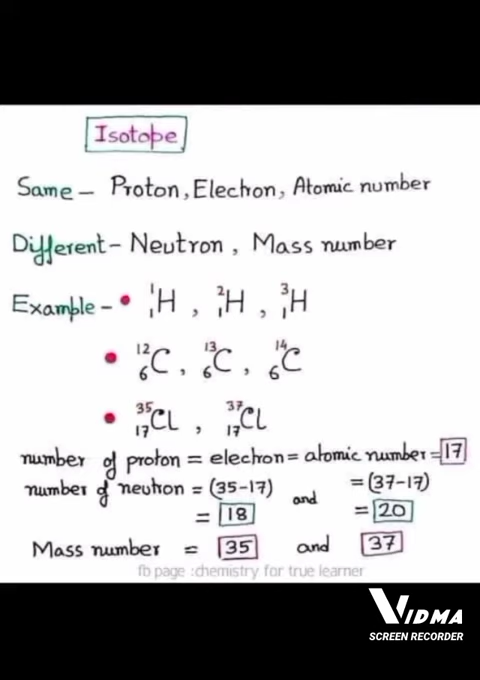 Isotope
Same - Proton, Electron, Atomic number
Different - Neutron, Mass number
Example - • ¹₁H , ²₁H , ³₁H
• ¹²₆C , ¹³₆C , ¹⁴₆C
• ³⁵₁₇CL , ³⁷₁₇CL
number of proton = electron = atomic number = 17
number of neutron = (35-17) and = (37-17)
= 18 = 20
Mass number = 35 and 37
fb page :chemistry for true learner
VIDMA
SCREEN RECORDER